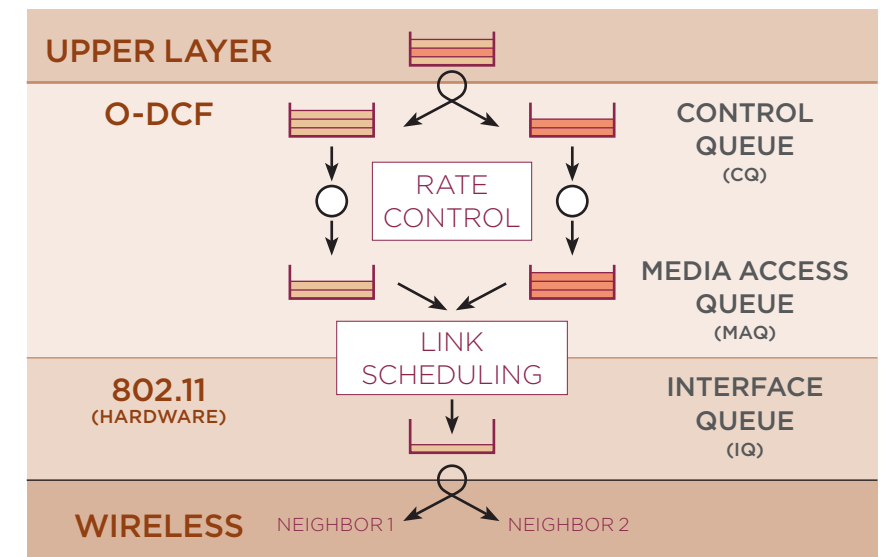 UPPER LAYER
O-DCF
CONTROL
QUEUE
(CQ)
RATE
CONTROL
MEDIA ACCESS
QUEUE
(MAQ)
LINK
SCHEDULING
802.11
(HARDWARE)
INTERFACE
QUEUE
(IQ)
WIRELESS
NEIGHBOR 1
NEIGHBOR 2